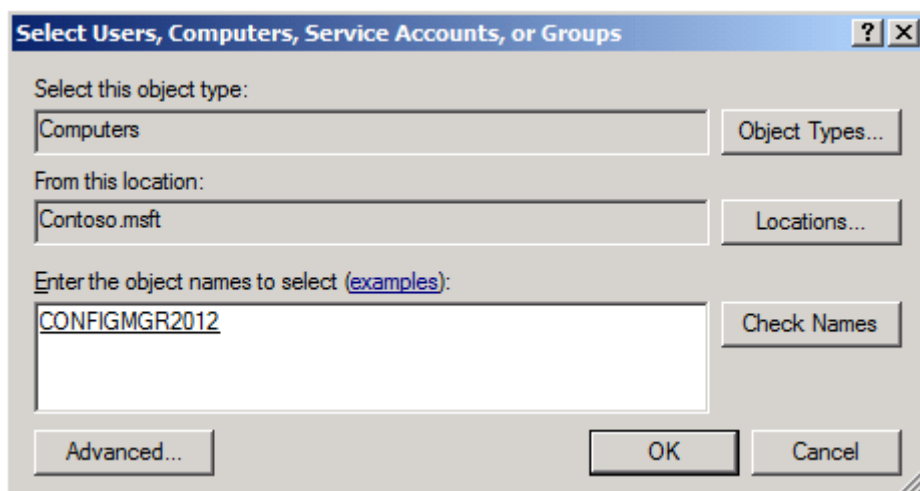 Select Users, Computers, Service Accounts, or Groups
Select this object type:
Computers
Object Types...
From this location:
Contoso.msft
Locations...
Enter the object names to select (examples):
CONFIGMGR2012
Check Names
Advanced...
OK
Cancel